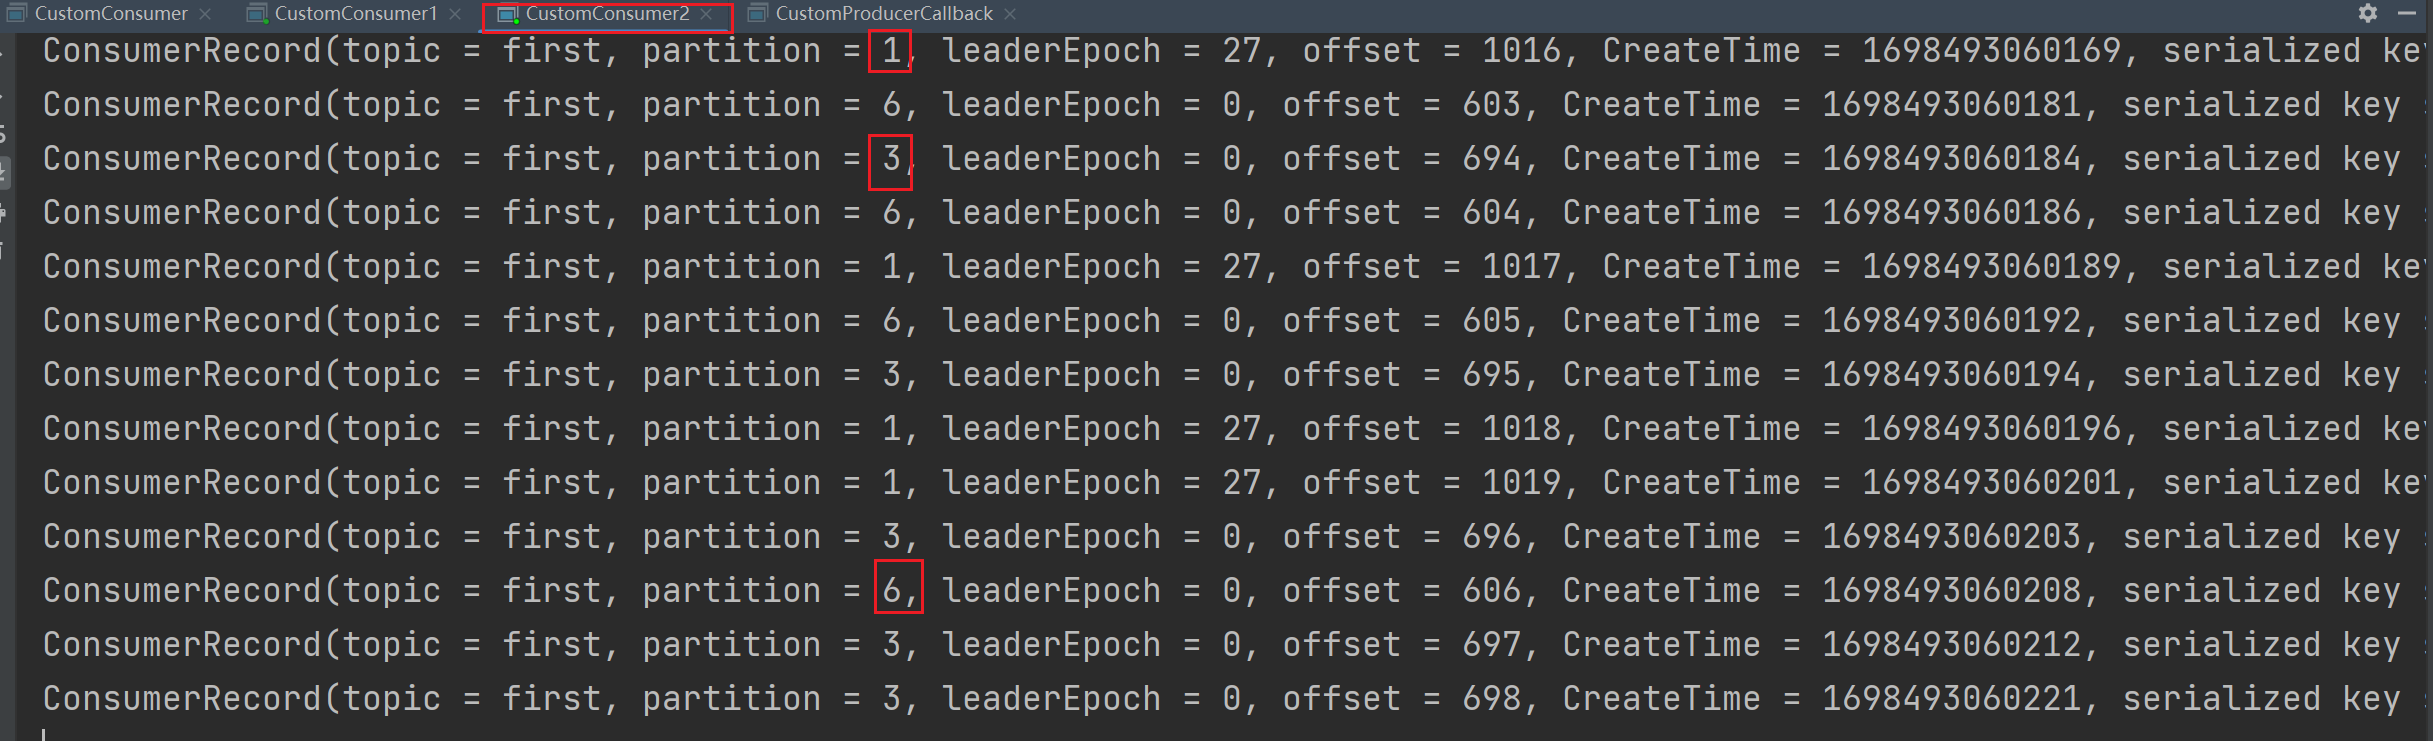 CustomConsumer CustomConsumer1 CustomConsumer2 CustomProducerCallback
ConsumerRecord(topic = first, partition = 1, leaderEpoch = 27, offset = 1016, CreateTime = 1698493060169, serialized key
ConsumerRecord(topic = first, partition = 6, leaderEpoch = 0, offset = 603, CreateTime = 1698493060181, serialized key
ConsumerRecord(topic = first, partition = 3, leaderEpoch = 0, offset = 694, CreateTime = 1698493060184, serialized key
ConsumerRecord(topic = first, partition = 6, leaderEpoch = 0, offset = 604, CreateTime = 1698493060186, serialized key
ConsumerRecord(topic = first, partition = 1, leaderEpoch = 27, offset = 1017, CreateTime = 1698493060189, serialized key
ConsumerRecord(topic = first, partition = 6, leaderEpoch = 0, offset = 605, CreateTime = 1698493060192, serialized key
ConsumerRecord(topic = first, partition = 3, leaderEpoch = 0, offset = 695, CreateTime = 1698493060194, serialized key
ConsumerRecord(topic = first, partition = 1, leaderEpoch = 27, offset = 1018, CreateTime = 1698493060196, serialized key
ConsumerRecord(topic = first, partition = 1, leaderEpoch = 27, offset = 1019, CreateTime = 1698493060201, serialized key
ConsumerRecord(topic = first, partition = 3, leaderEpoch = 0, offset = 696, CreateTime = 1698493060203, serialized key
ConsumerRecord(topic = first, partition = 6, leaderEpoch = 0, offset = 606, CreateTime = 1698493060208, serialized key
ConsumerRecord(topic = first, partition = 3, leaderEpoch = 0, offset = 697, CreateTime = 1698493060212, serialized key
ConsumerRecord(topic = first, partition = 3, leaderEpoch = 0, offset = 698, CreateTime = 1698493060221, serialized key